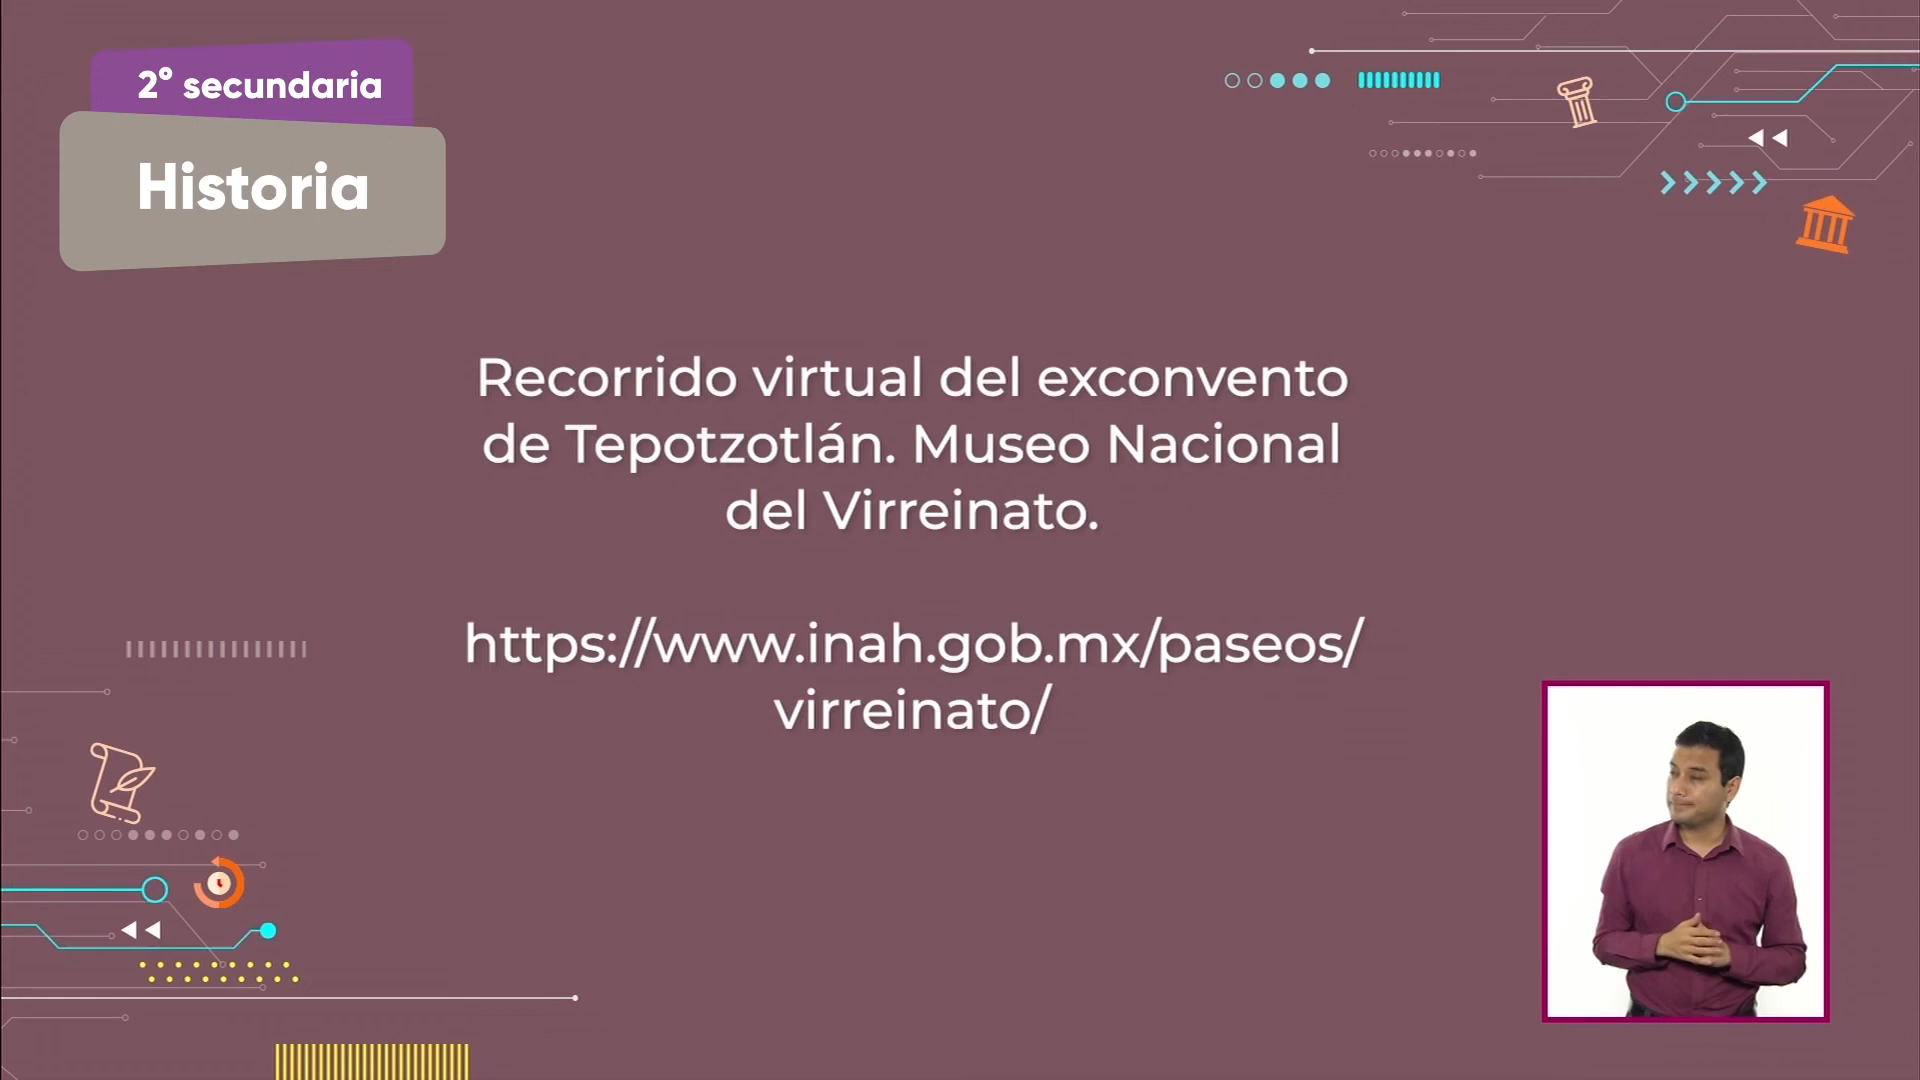 2° secundaria
Historia
Recorrido virtual del exconvento
de Tepotzotlán. Museo Nacional
del Virreinato.
https://www.inah.gob.mx/paseos/
virreinato/